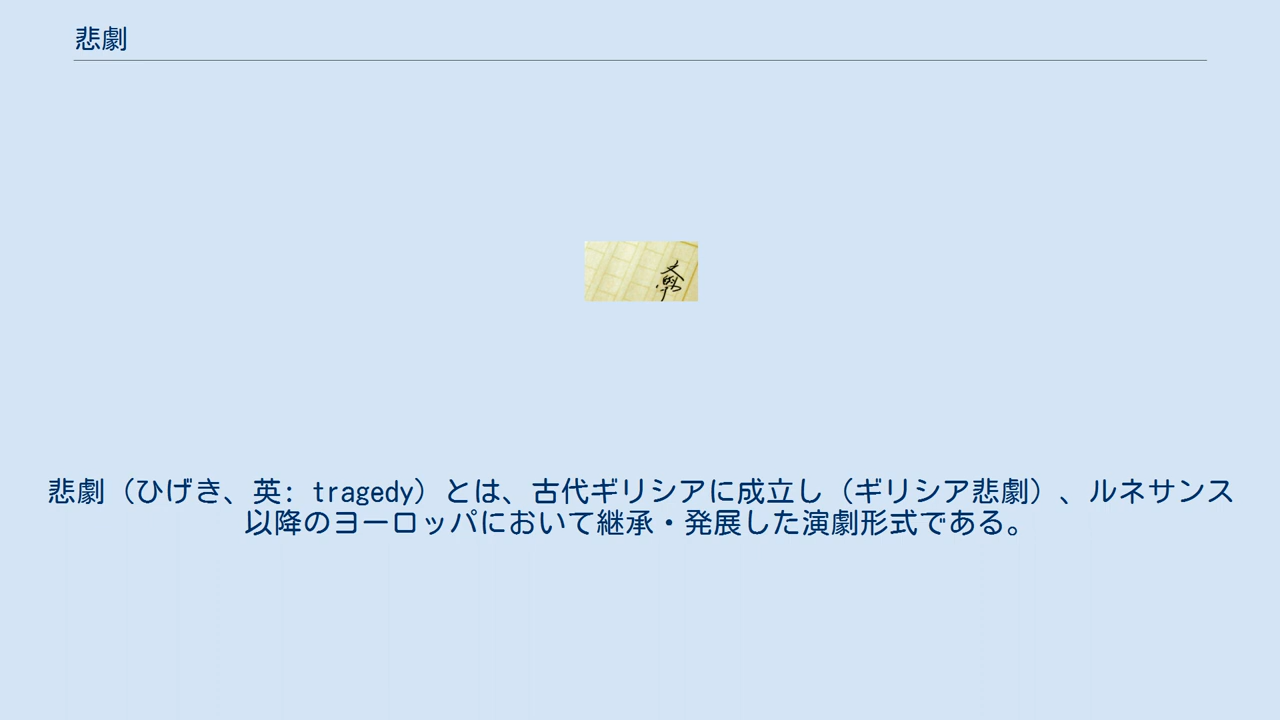 悲劇
悲劇（ひげき、英: tragedy）とは、古代ギリシアに成立し（ギリシア悲劇）、ルネサンス
以降のヨーロッパにおいて継承・発展した演劇形式である。